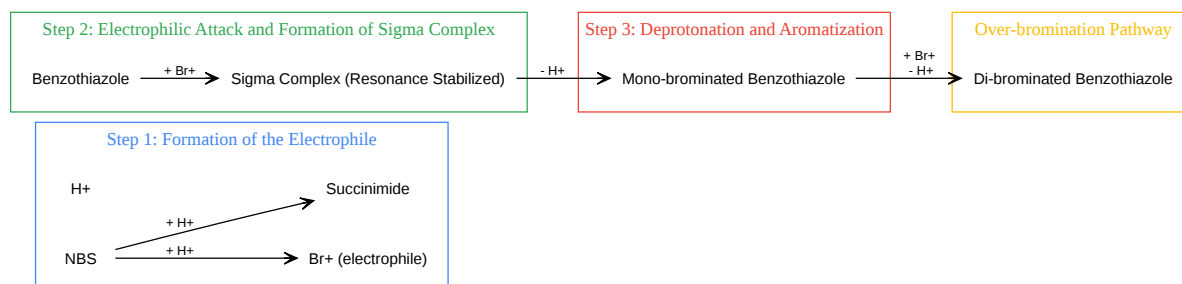 Step 2: Electrophilic Attack and Formation of Sigma Complex
Benzothiazole
+ Br+
Sigma Complex (Resonance Stabilized)
- H+
Step 3: Deprotonation and Aromatization
Mono-brominated Benzothiazole
+ Br+
- H+
Over-bromination Pathway
Di-brominated Benzothiazole
Step 1: Formation of the Electrophile
H+
Succinimide
+ H+
+ H+
NBS
Br+ (electrophile)